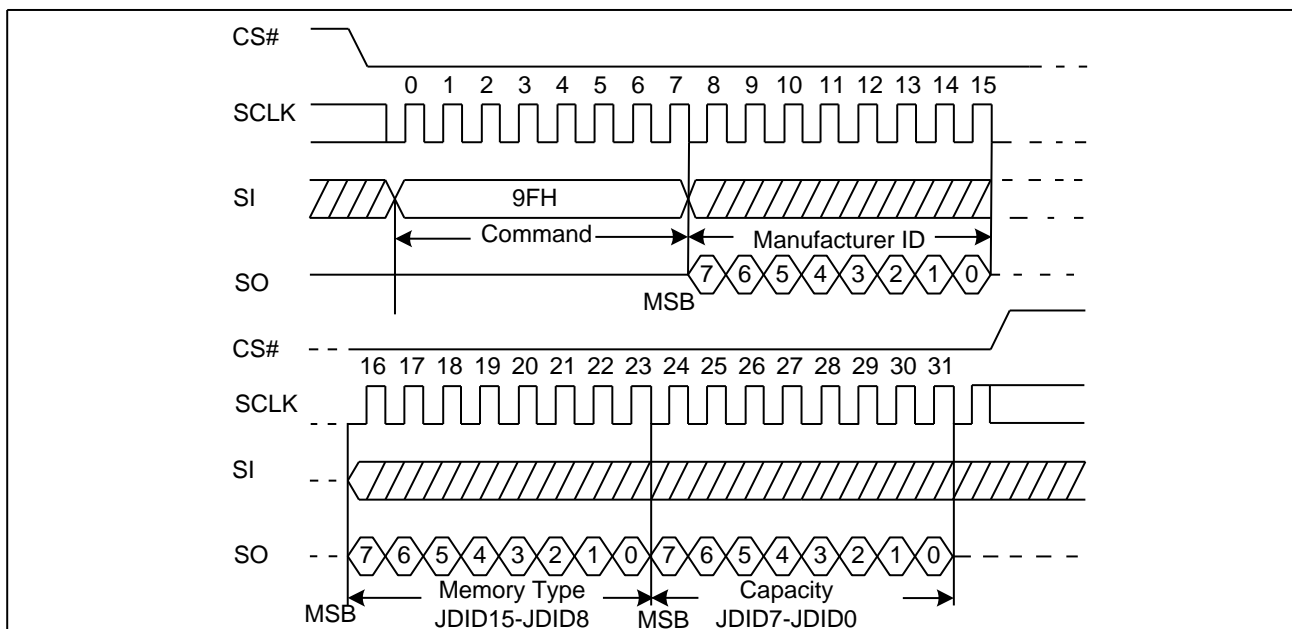 CS#
0 1 2 3 4 5 6 7 8 9 10 11 12 13 14 15
SCLK
SI 9FH
Command Manufacturer ID
SO 7 6 5 4 3 2 1 0
MSB
CS#
16 17 18 19 20 21 22 23 24 25 26 27 28 29 30 31
SCLK
SI
SO 7 6 5 4 3 2 1 0 7 6 5 4 3 2 1 0
MSB Memory Type MSB Capacity
JDID15-JDID8 JDID7-JDID0